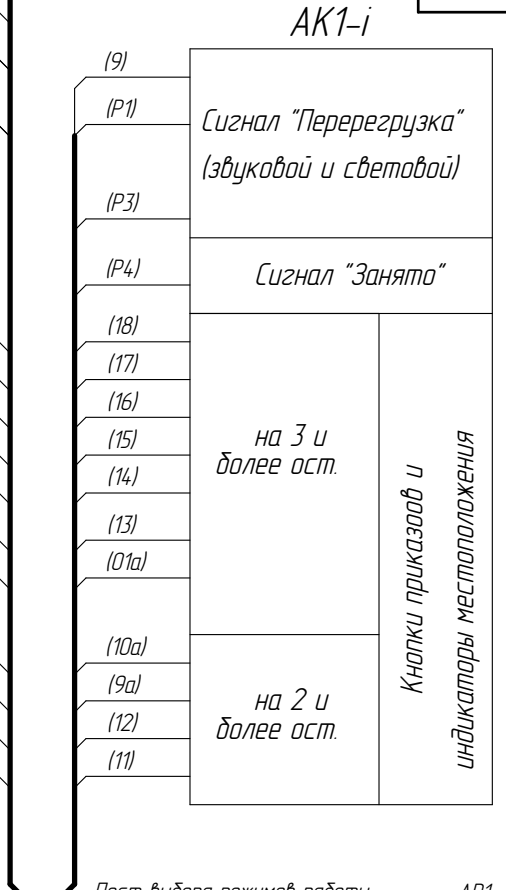 АК1-i
(9)
(Р1)
Сигнал "Перерегрузка"
(звуковой и световой)
(Р3)
(Р4)
Сигнал "Занято"
(18)
(17)
(16)
(15)
(14)
(13)
(01а)
на 3 и
более ост.
(10а)
(9а)
(12)
(11)
на 2 и
более ост.
Кнопки приказоов и
индикаторы местоположения